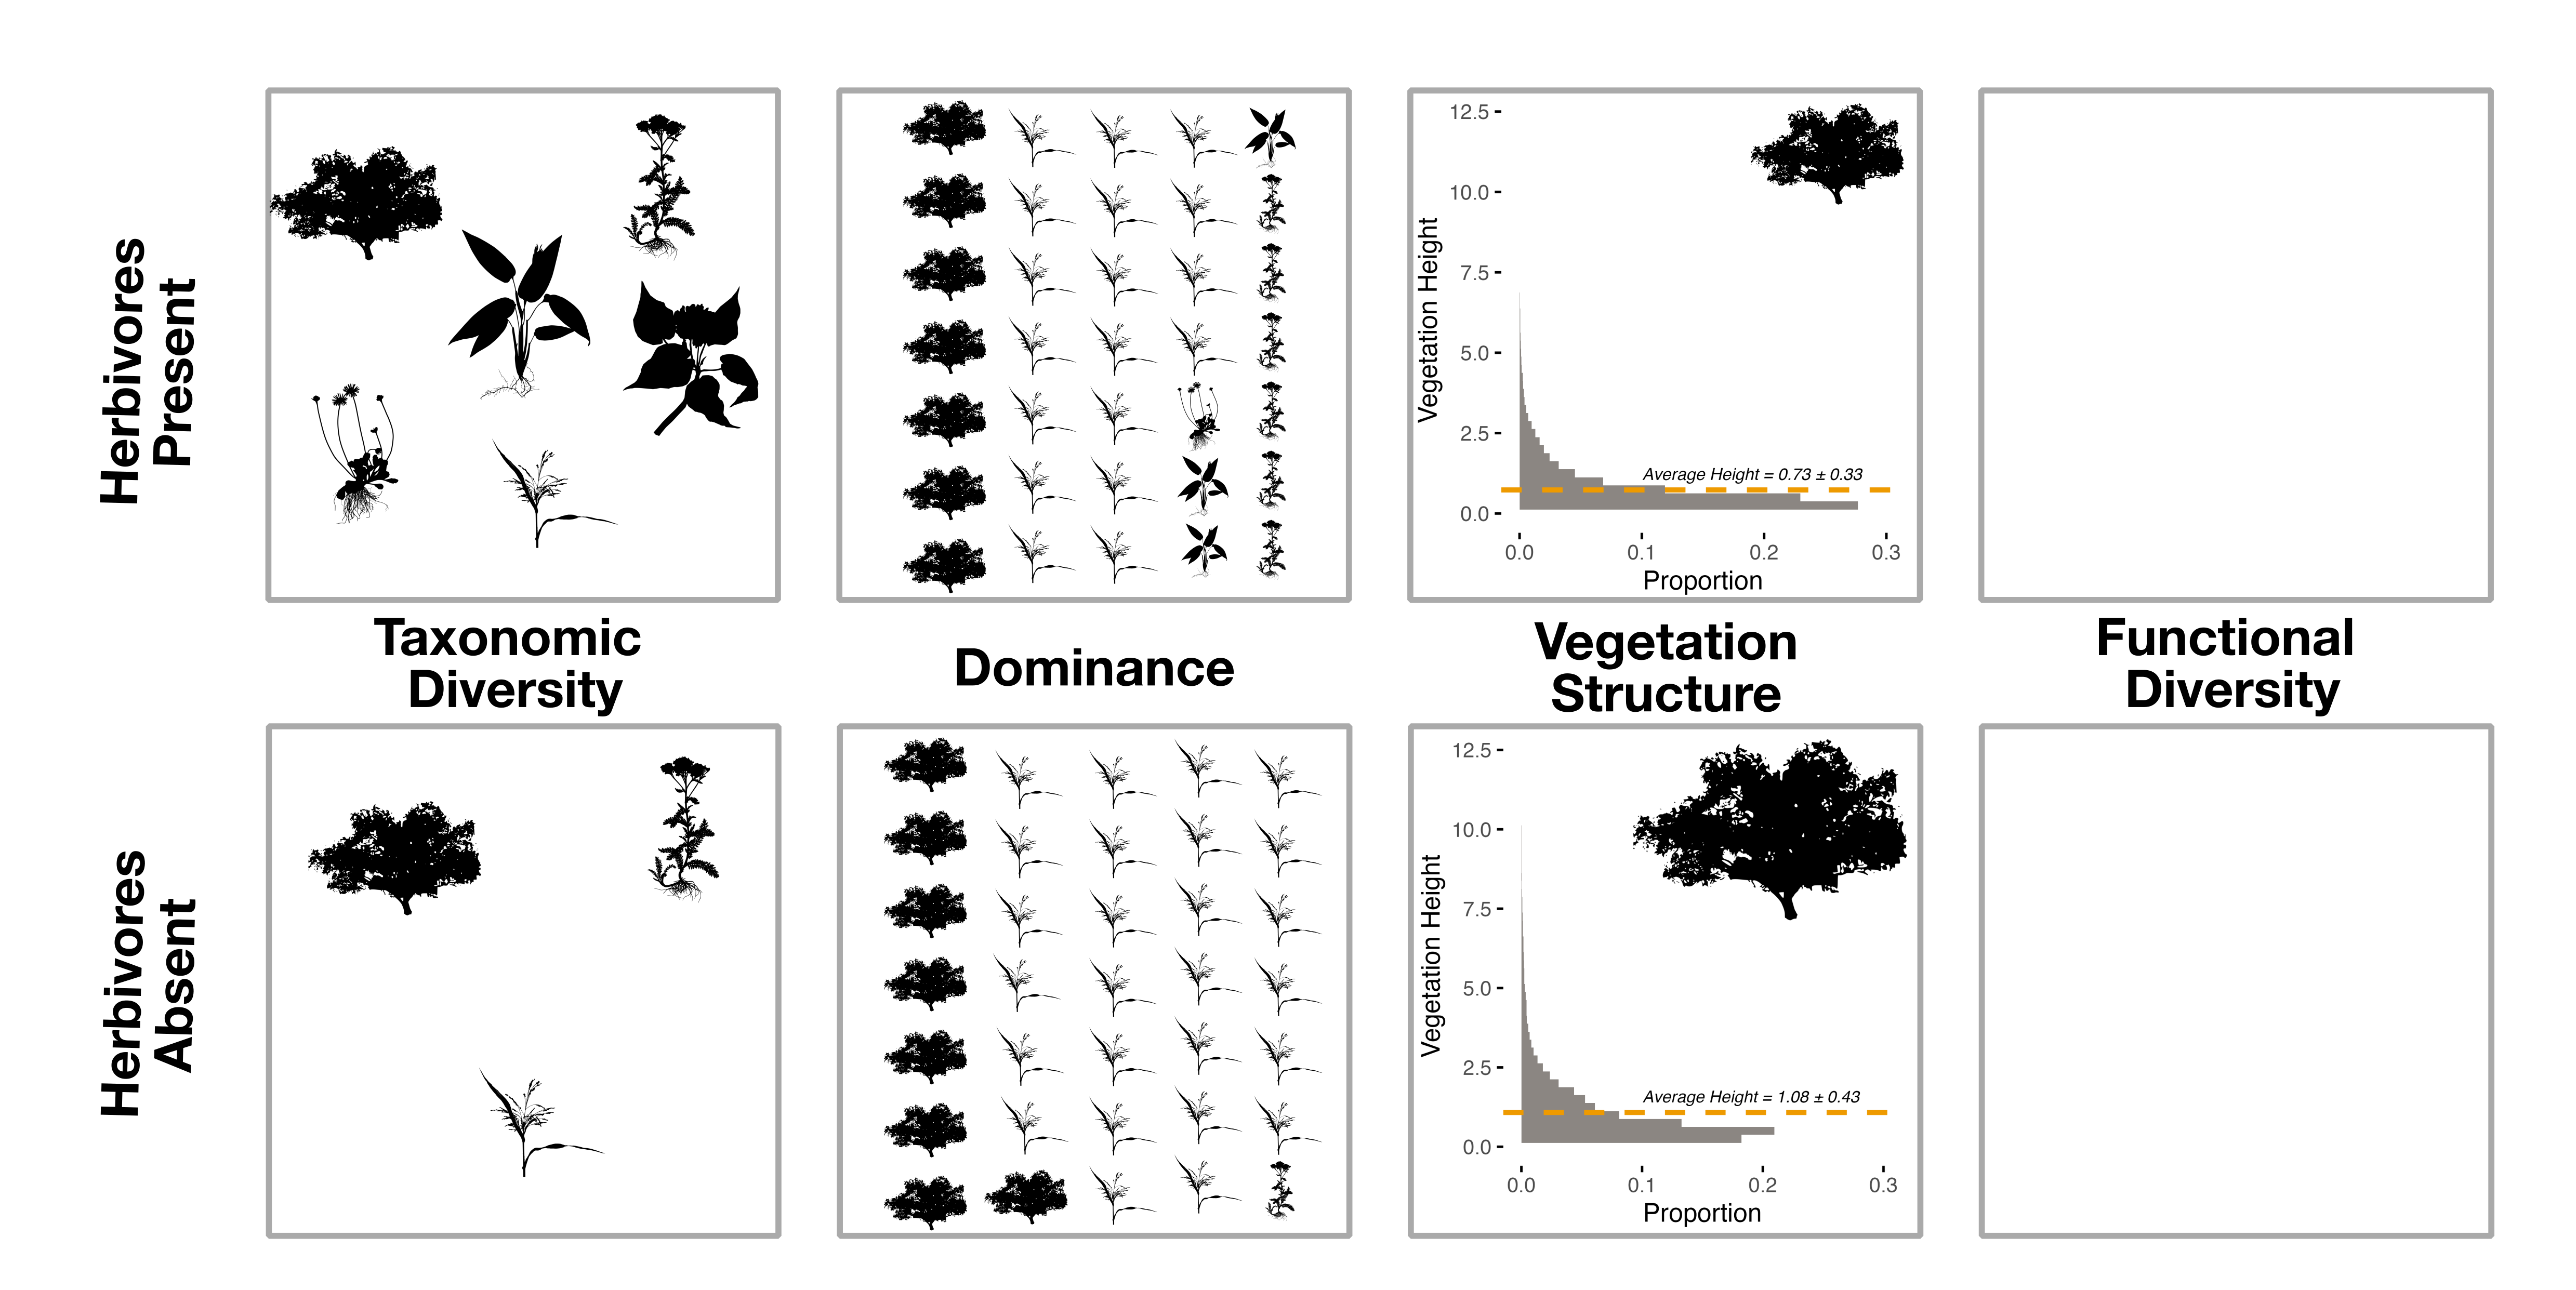 Herbivores
Present
12.5
10.0
7.5
5.0
2.5
0.0
Vegetation Height
Average Height = 0.73 ± 0.33
0.0 0.1 0.2 0.3
Proportion
Taxonomic
Diversity
Dominance
Vegetation
Structure
Functional
Diversity
Herbivores
Absent
12.5
10.0
7.5
5.0
2.5
0.0
Vegetation Height
Average Height = 1.08 ± 0.43
0.0 0.1 0.2 0.3
Proportion